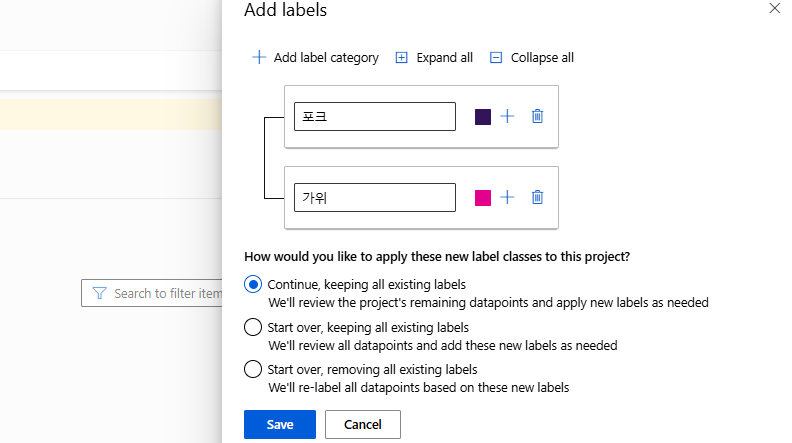 Add labels
Add label category Expand all Collapse all
포크
가위
How would you like to apply these new label classes to this project?
Continue, keeping all existing labels
We'll review the project's remaining datapoints and apply new labels as needed
Search to filter item
Start over, keeping all existing labels
We'll review all datapoints and add these new labels as needed
Start over, removing all existing labels
We'll re-label all datapoints based on these new labels
Save Cancel